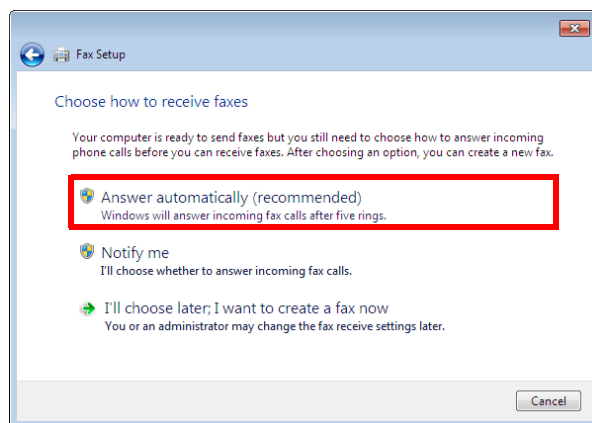 Fax Setup
Choose how to receive faxes
Your computer is ready to send faxes but you still need to choose how to answer incoming
phone calls before you can receive faxes. After choosing an option, you can create a new fax.
Answer automatically (recommended)
Windows will answer incoming fax calls after five rings.
Notify me
I'll choose whether to answer incoming fax calls.
I'll choose later; I want to create a fax now
You or an administrator may change the fax receive settings later.
Cancel